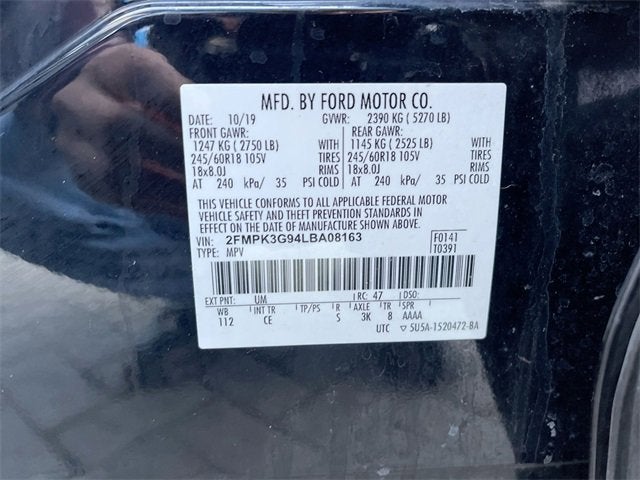 MFD. BY FORD MOTOR CO.
DATE: 10/19 GVWR: 2390 KG ( 5270 LB)
FRONT GAWR: REAR GAWR:
1247 KG ( 2750 LB) WITH 1145 KG ( 2525 LB) WITH
245/60R18 105V TIRES 245/60R18 105V TIRES
18x8.0J RIMS 18x8.0J RIMS
AT 240 kPa/ 35 PSI COLD AT 240 kPa/ 35 PSI COLD
THIS VEHICLE CONFORMS TO ALL APPLICABLE FEDERAL MOTOR
VEHICLE SAFETY AND THEFT PREVENTION STANDARDS IN
EFFECT ON THE DATE OF MANUFACTURE SHOWN ABOVE.
VIN: 2FMPK3G94LBA08163 F0141
TYPE: MPV T0391
EXT PNT: UM RC: 47 DSO:
WB INT TR TP/PS R AXLE TR SPR
112 CE S 3K 8 AAAA
UTC ▽ 5U5A-1520472-BA